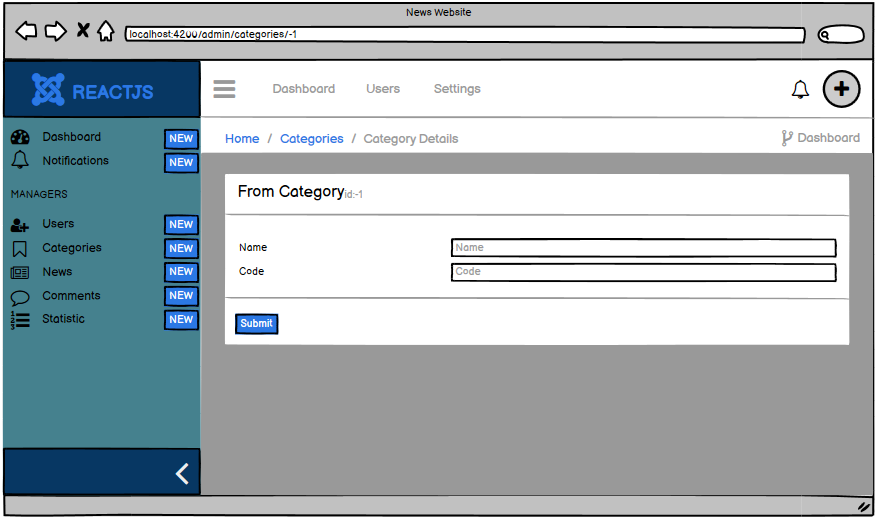 News Website
localhost:4200/admin/categories/-1
REACTJS
Dashboard Users Settings
Home / Categories / Category Details
Dashboard
Dashboard NEW
Notifications NEW
MANAGERS
Users NEW
Categories NEW
News NEW
Comments NEW
Statistic NEW
From Category id:-1
Name Name
Code Code
Submit